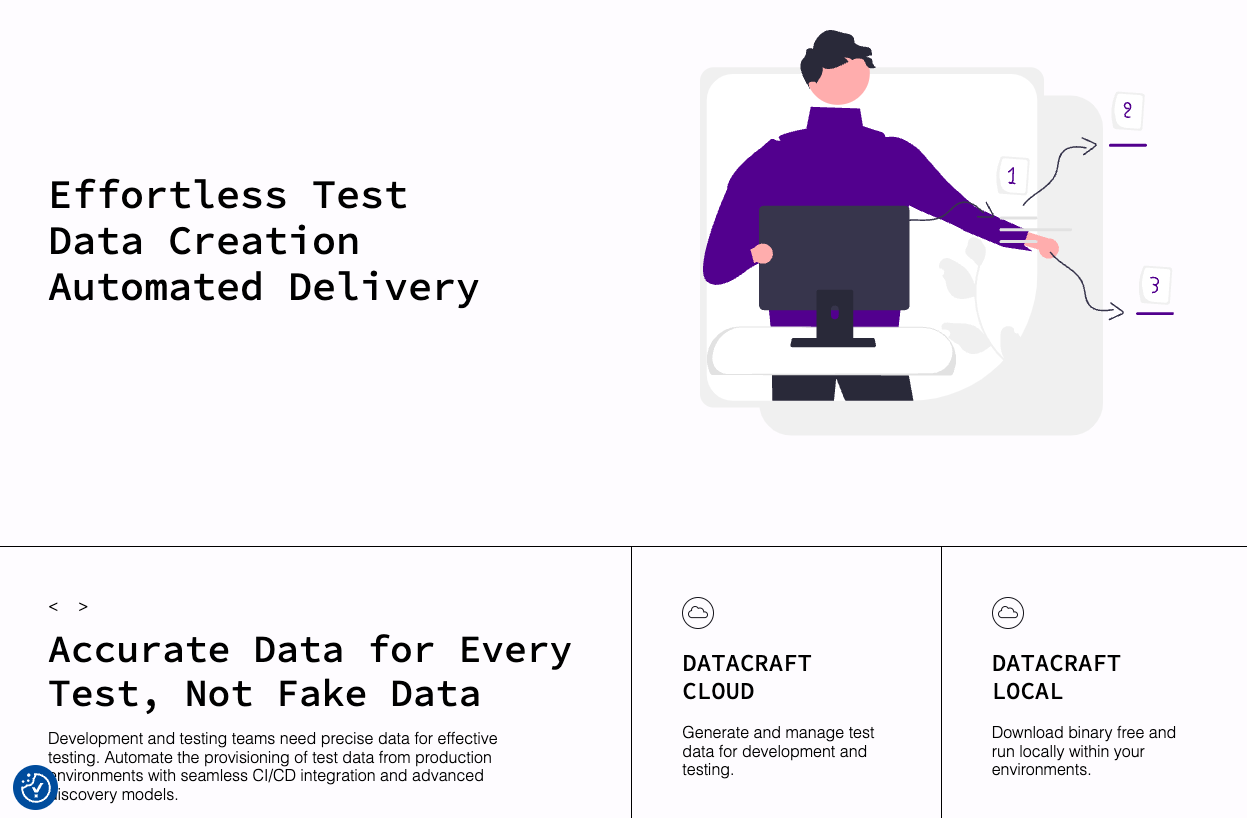 Effortless Test
Data Creation
Automated Delivery
2
1
3
< >
Accurate Data for Every
Test, Not Fake Data
Development and testing teams need precise data for effective
testing. Automate the provisioning of test data from production
environments with seamless CI/CD integration and advanced
discovery models.
DATACRAFT
CLOUD
Generate and manage test
data for development and
testing.
DATACRAFT
LOCAL
Download binary free and
run locally within your
environments.